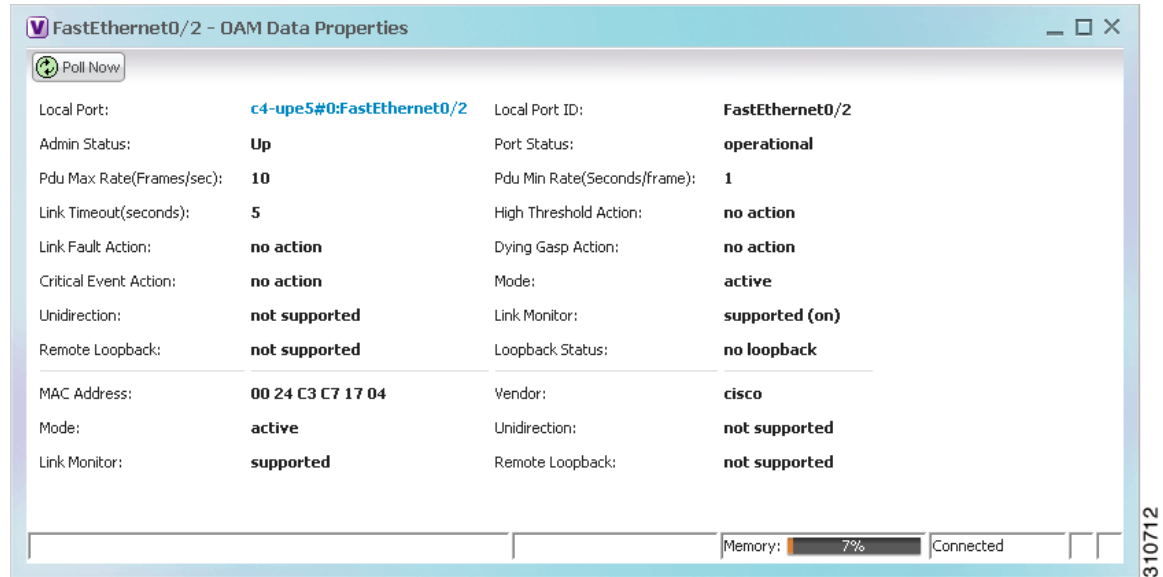 V FastEthernet0/2 - OAM Data Properties
Poll Now
Local Port: c4-upe5#0:FastEthernet0/2 Local Port ID: FastEthernet0/2
Admin Status: Up Port Status: operational
Pdu Max Rate(Frames/sec): 10 Pdu Min Rate(Seconds/frame): 1
Link Timeout(seconds): 5 High Threshold Action: no action
Link Fault Action: no action Dying Gasp Action: no action
Critical Event Action: no action Mode: active
Unidirection: not supported Link Monitor: supported (on)
Remote Loopback: not supported Loopback Status: no loopback
MAC Address: 00 24 C3 C7 17 04 Vendor: cisco
Mode: active Unidirection: not supported
Link Monitor: supported Remote Loopback: not supported
Memory: 7% Connected
310712